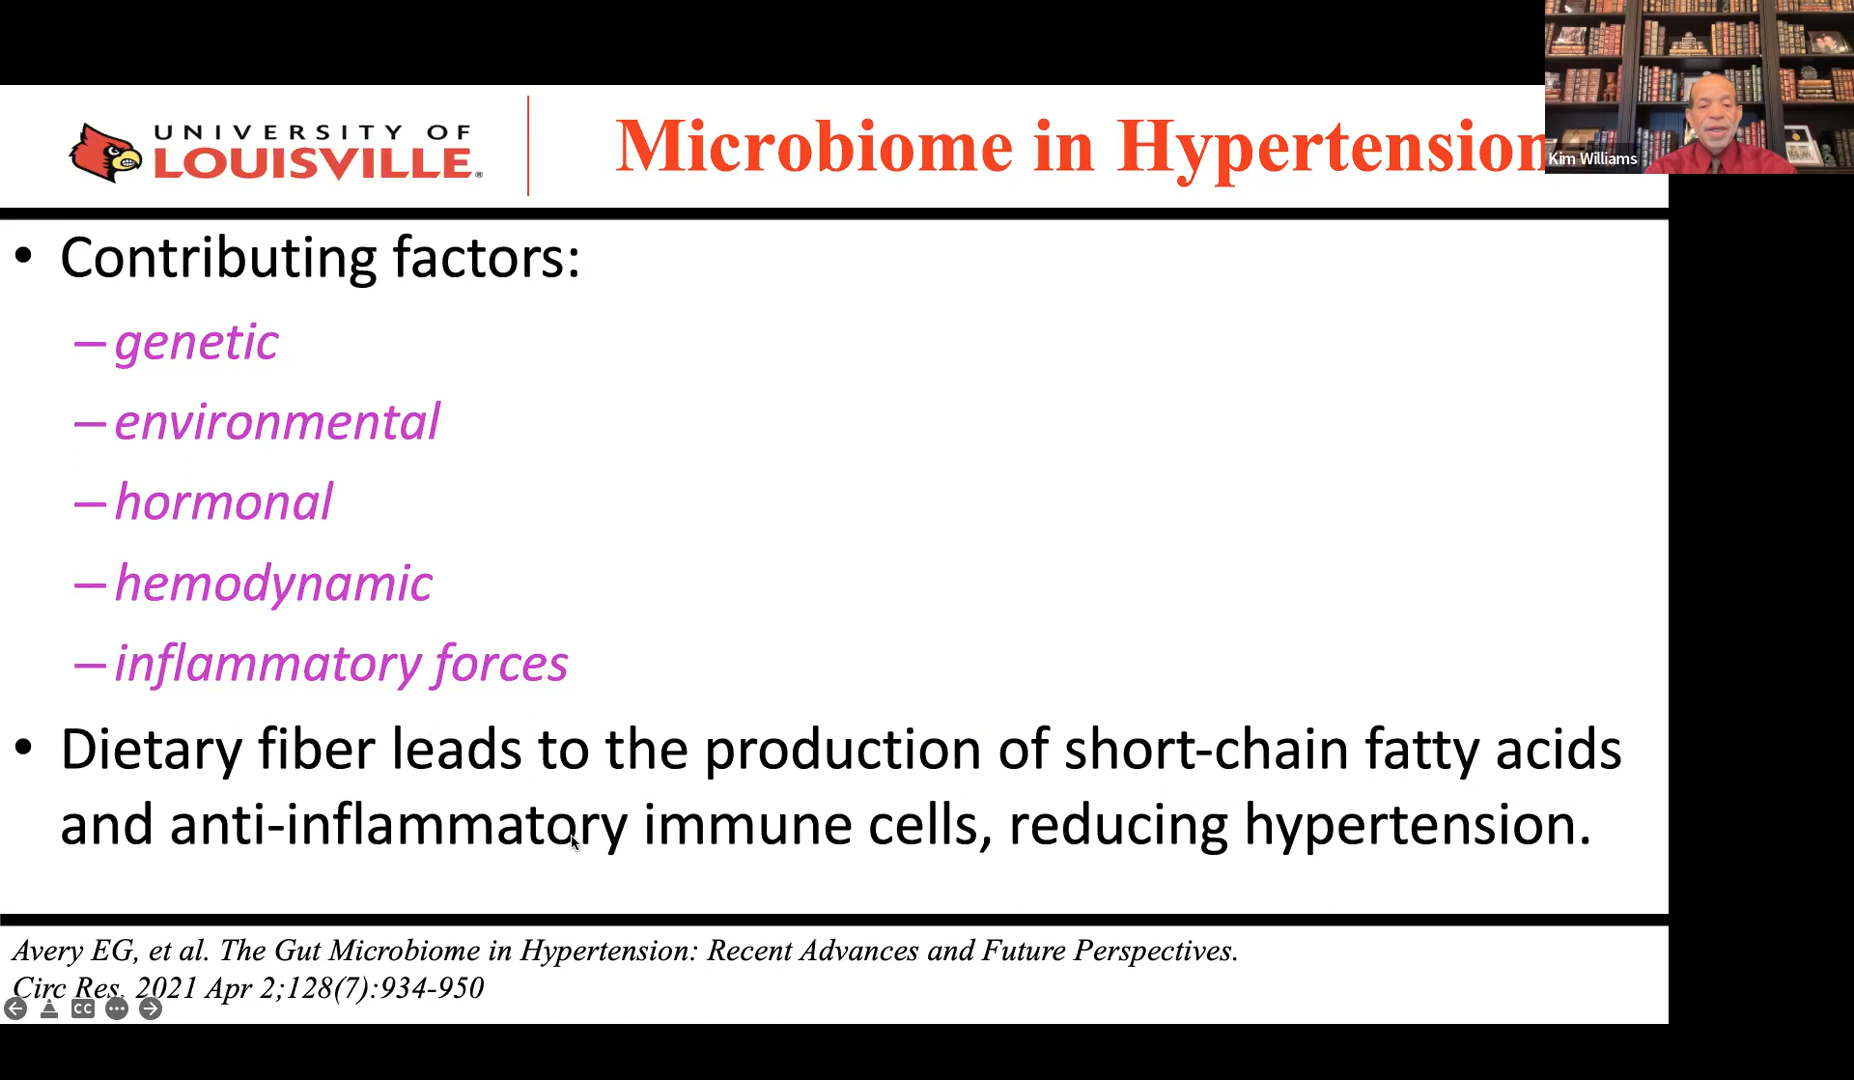 UNIVERSITY OF
LOUISVILLE.
Microbiome in Hypertension
Kim Williams
• Contributing factors:
– genetic
– environmental
– hormonal
– hemodynamic
– inflammatory forces
• Dietary fiber leads to the production of short-chain fatty acids
and anti-inflammatory immune cells, reducing hypertension.
Avery EG, et al. The Gut Microbiome in Hypertension: Recent Advances and Future Perspectives.
Circ Res. 2021 Apr 2;128(7):934-950
CC